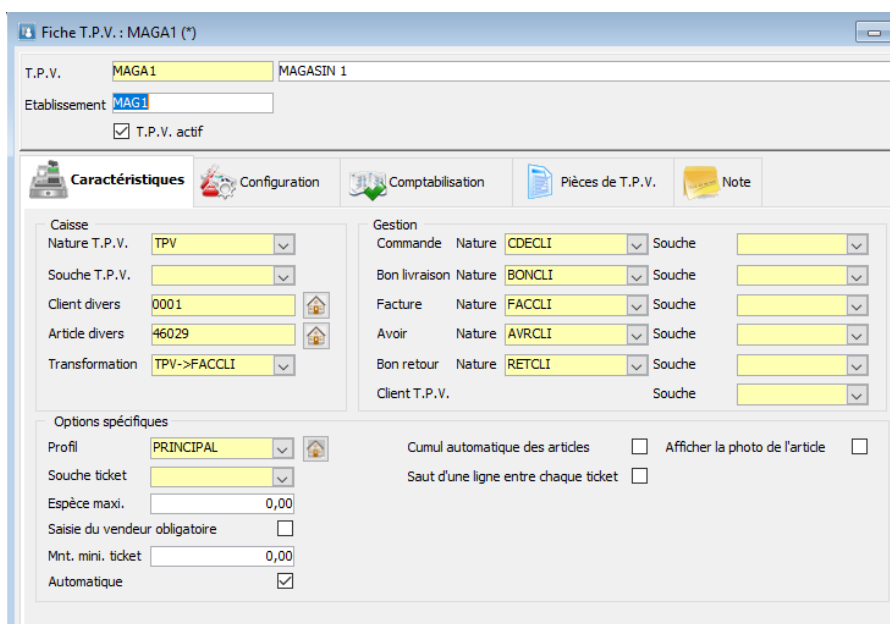 Fiche T.P.V. : MAGA1 (*)
T.P.V. MAGA1 MAGASIN 1
Etablissement MAG1
T.P.V. actif
Caractéristiques Configuration Comptabilisation Pièces de T.P.V. Note
Caisse
Nature T.P.V. TPV
Souche T.P.V.
Client divers 0001
Article divers 46029
Transformation TPV->FACCLI
Gestion
Commande Nature CDECLI Souche
Bon livraison Nature BONCLI Souche
Facture Nature FACCLI Souche
Avoir Nature AVRCLI Souche
Bon retour Nature RETCLI Souche
Client T.P.V. Souche
Options spécifiques
Profil PRINCIPAL
Souche ticket
Espèce maxi. 0,00
Saisie du vendeur obligatoire
Mnt. mini. ticket 0,00
Automatique
Cumul automatique des articles Afficher la photo de l'article
Saut d'une ligne entre chaque ticket